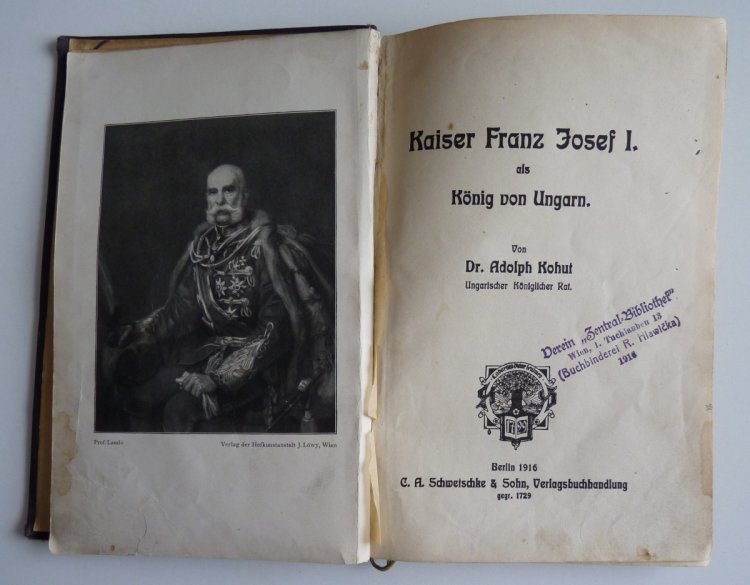 Prof. Laszlo
Verlag der Hofkunstanstalt J. Löwy, Wien
Kaiser Franz Josef I.
als
König von Ungarn.
Von
Dr. Adolph Kohut
Ungarischer Königlicher Rat.
Verein „Zentral-Bibliothek"
Wien, I. Tuchlauben 13
(Buchbinderei R. Hlawička)
1916
Berlin 1916
C. A. Schwetschke & Sohn, Verlagsbuchhandlung
gegr. 1729